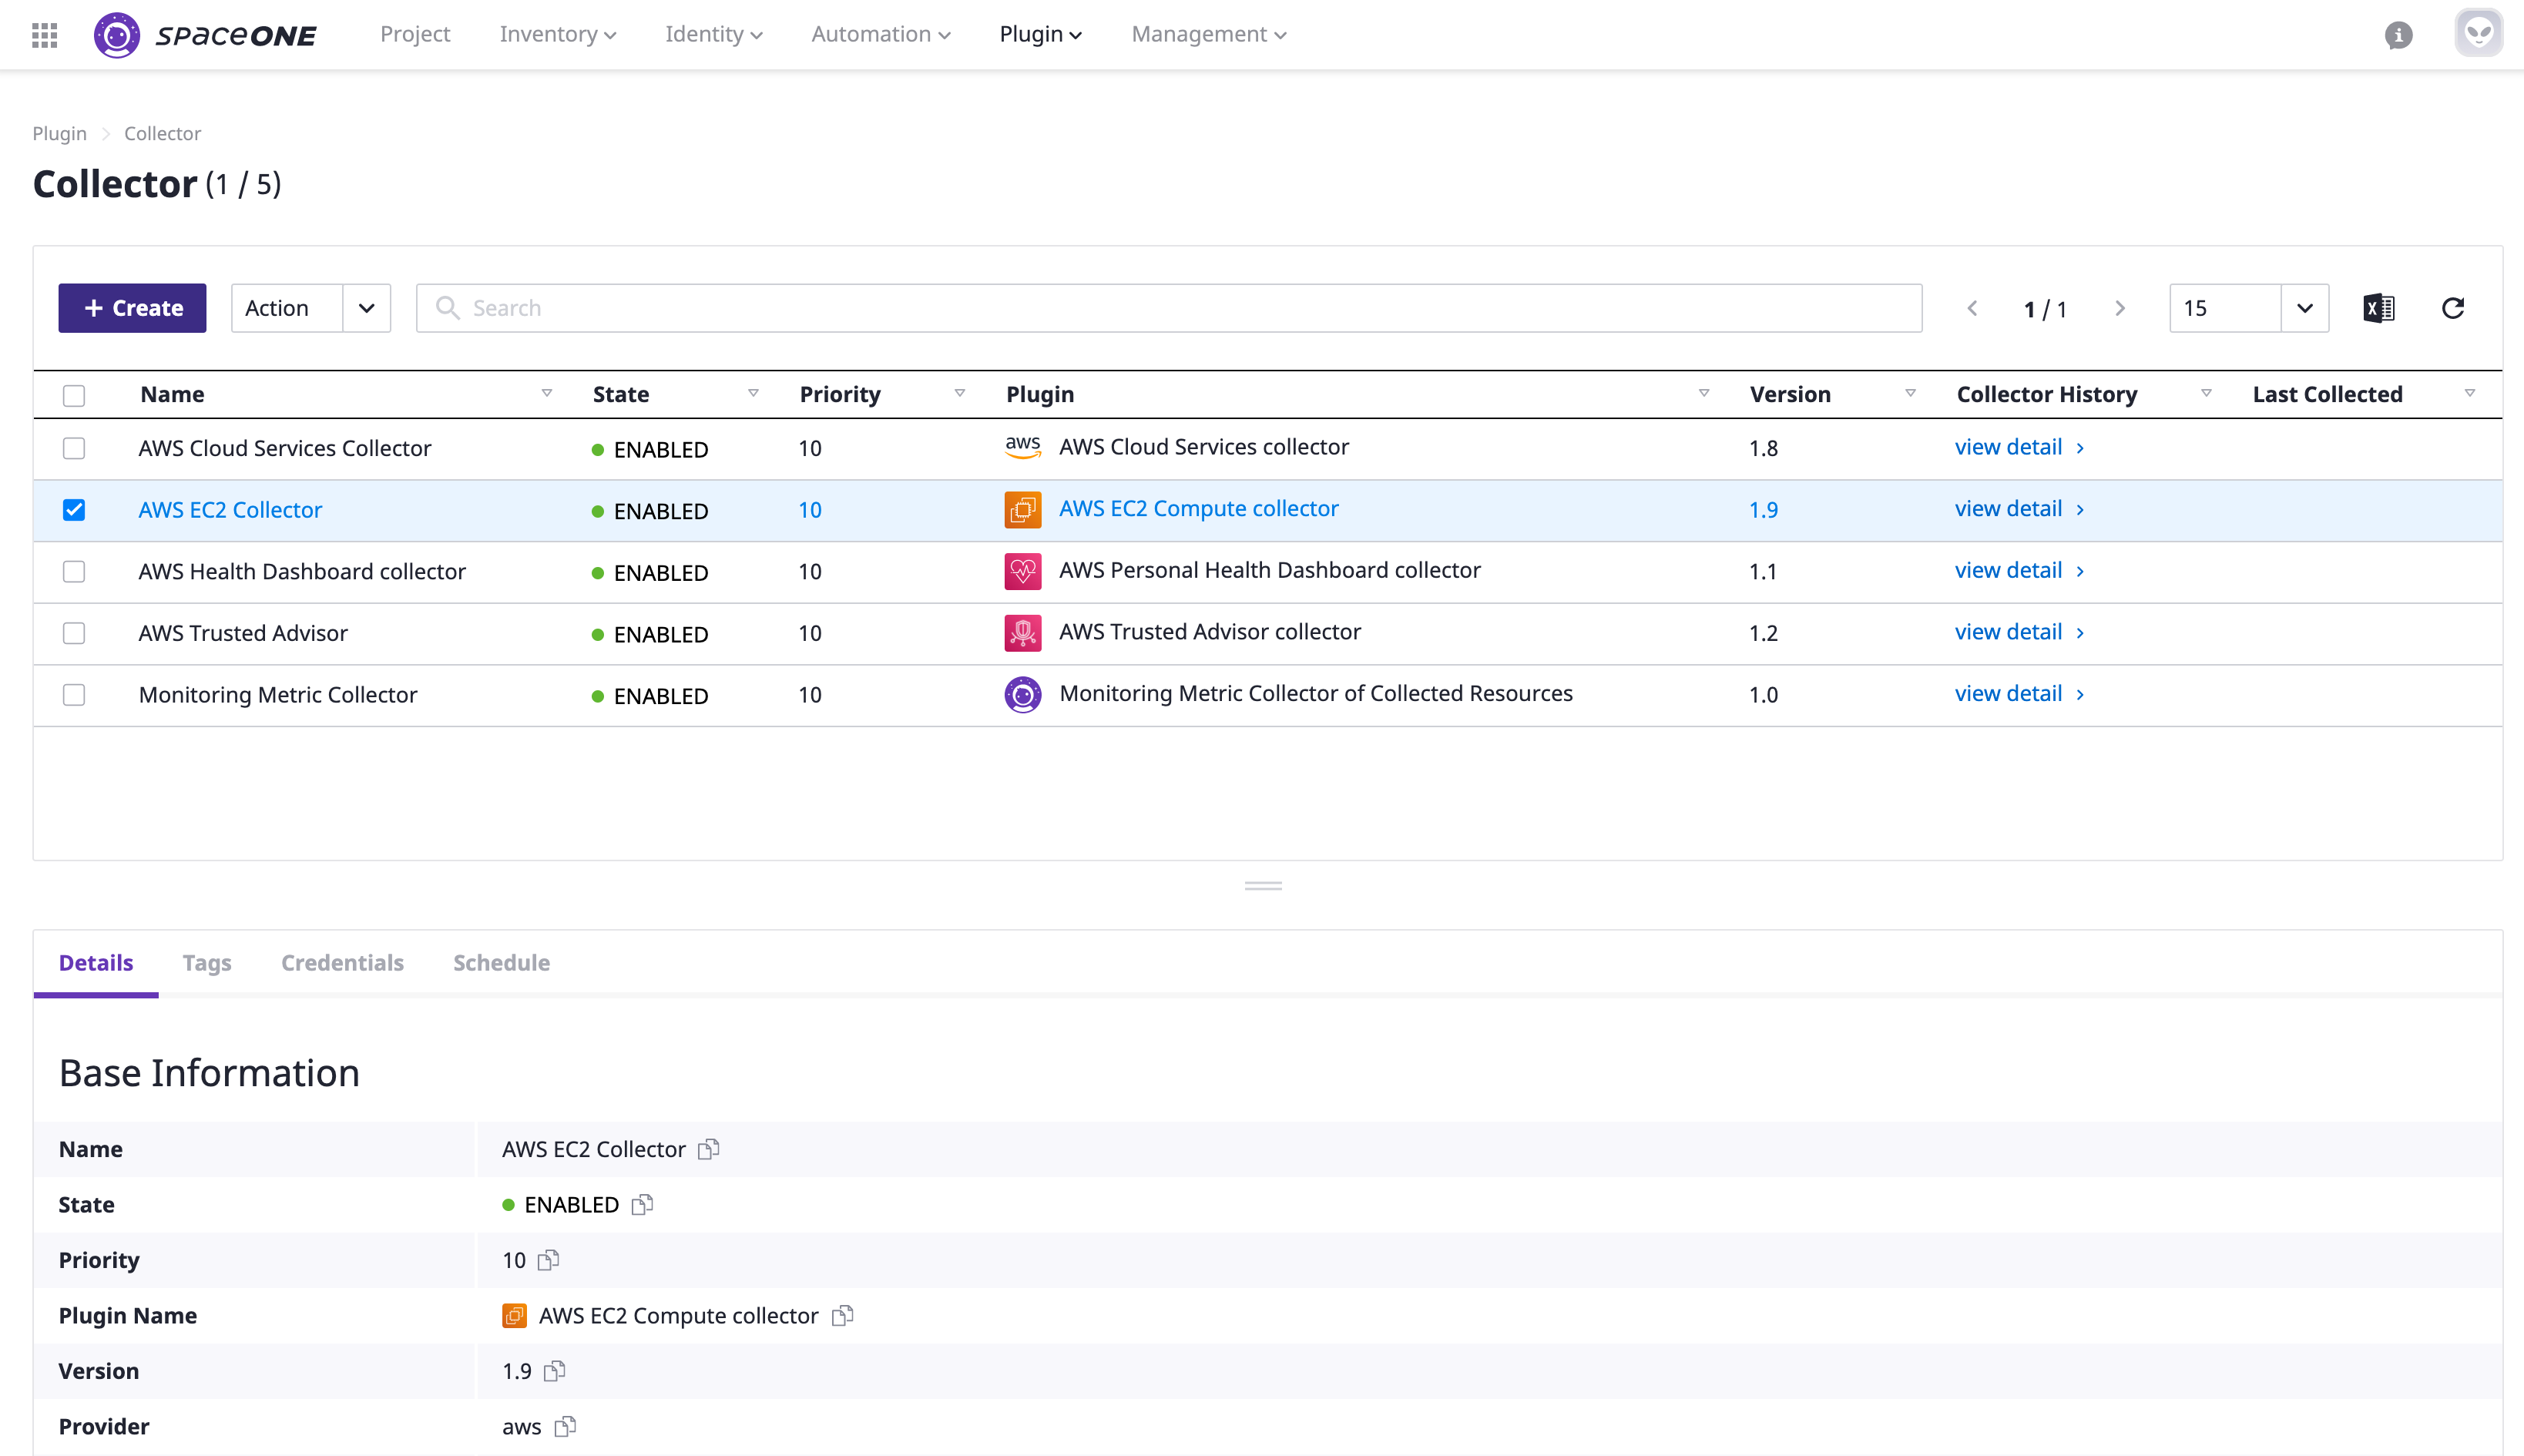 spaceONE Project Inventory Identity Automation Plugin Management
Plugin Collector
Collector (1 / 5)
+ Create Action Search 1 / 1 15
Name State Priority Plugin Version Collector History Last Collected
AWS Cloud Services Collector ENABLED 10 aws AWS Cloud Services collector 1.8 view detail
AWS EC2 Collector ENABLED 10 AWS EC2 Compute collector 1.9 view detail
AWS Health Dashboard collector ENABLED 10 AWS Personal Health Dashboard collector 1.1 view detail
AWS Trusted Advisor ENABLED 10 AWS Trusted Advisor collector 1.2 view detail
Monitoring Metric Collector ENABLED 10 Monitoring Metric Collector of Collected Resources 1.0 view detail
Details Tags Credentials Schedule
Base Information
Name AWS EC2 Collector
State ENABLED
Priority 10
Plugin Name AWS EC2 Compute collector
Version 1.9
Provider aws